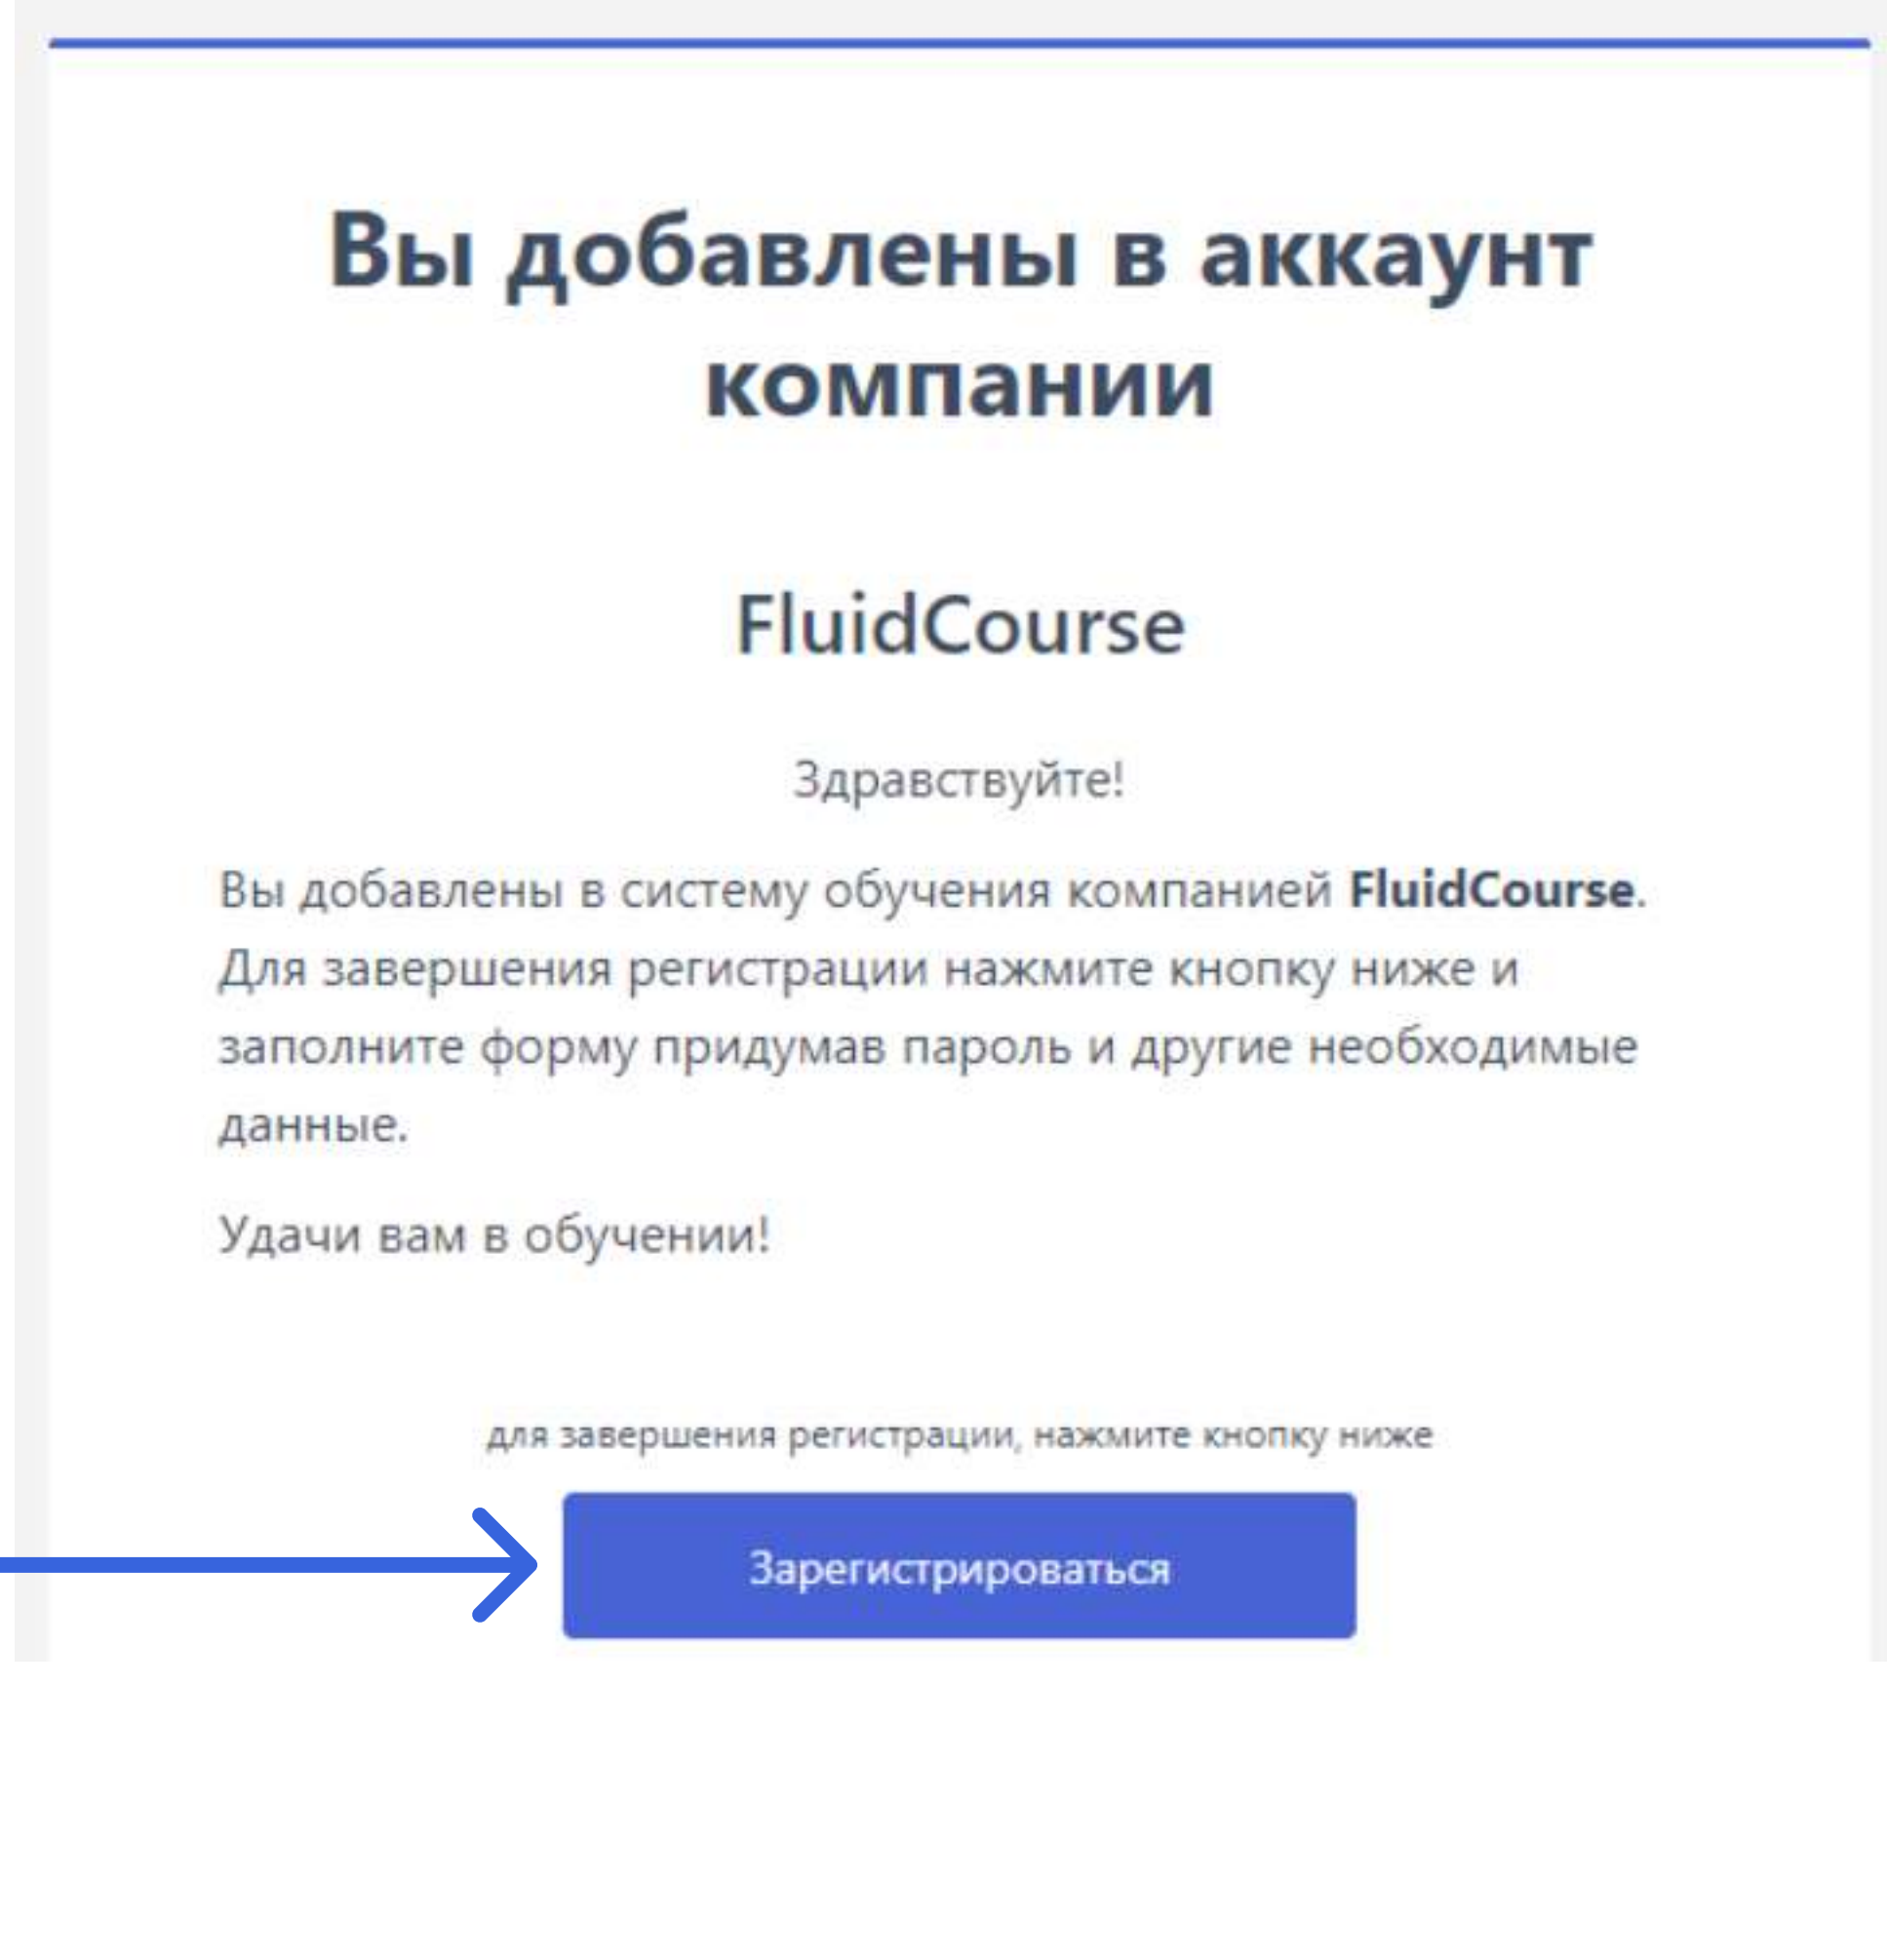 Вы добавлены в аккаунт
компании
FluidCourse
Здравствуйте!
Вы добавлены в систему обучения компанией FluidCourse.
Для завершения регистрации нажмите кнопку ниже и
заполните форму придумав пароль и другие необходимые
данные.
Удачи вам в обучении!
для завершения регистрации, нажмите кнопку ниже
Зарегистрироваться